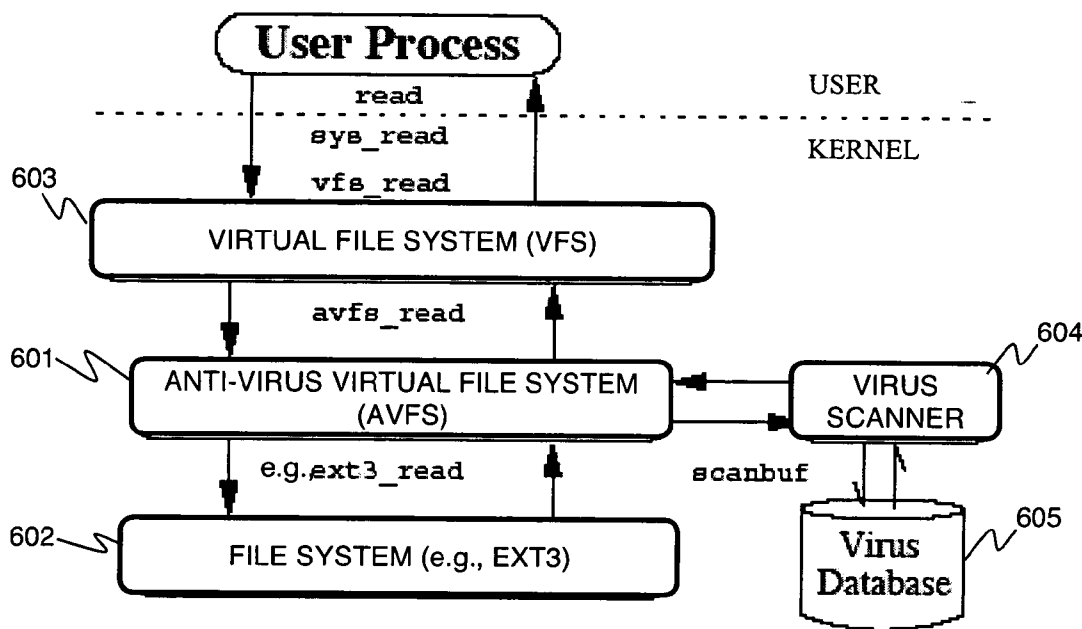 User Process
read
USER
sys_read
KERNEL
603
vfs_read
VIRTUAL FILE SYSTEM (VFS)
avfs_read
601
604
ANTI-VIRUS VIRTUAL FILE SYSTEM
(AVFS)
VIRUS
SCANNER
e.g.,ext3_read
scanbuf
602
605
FILE SYSTEM (e.g., EXT3)
Virus
Database